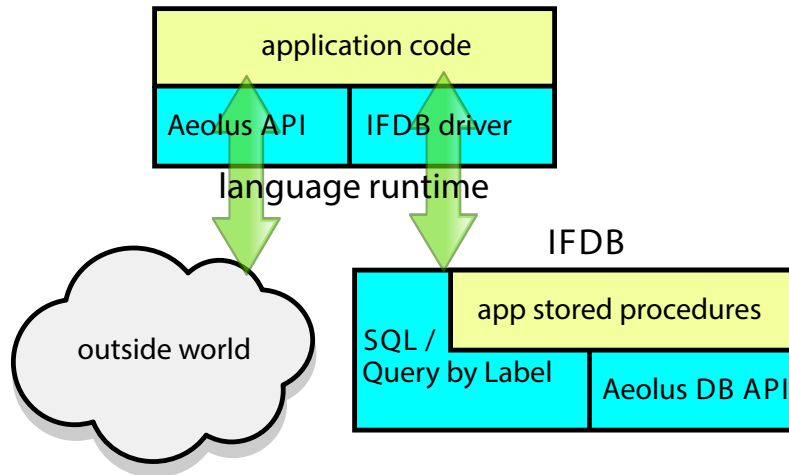 application code
Aeolus API
IFDB driver
language runtime
IFDB
outside world
app stored procedures
SQL /
Query by Label
Aeolus DB API